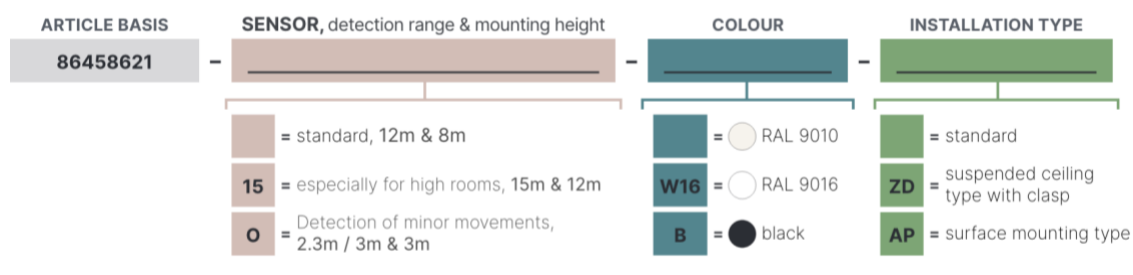 ARTICLE BASIS
SENSOR, detection range & mounting height
COLOUR
INSTALLATION TYPE
86458621 – – –
= standard, 12m & 8m
15 = especially for high rooms, 15m & 12m
O = Detection of minor movements,
2.3m / 3m & 3m
= RAL 9010
W16 = RAL 9016
B = black
= standard
ZD = suspended ceiling
type with clasp
AP = surface mounting type